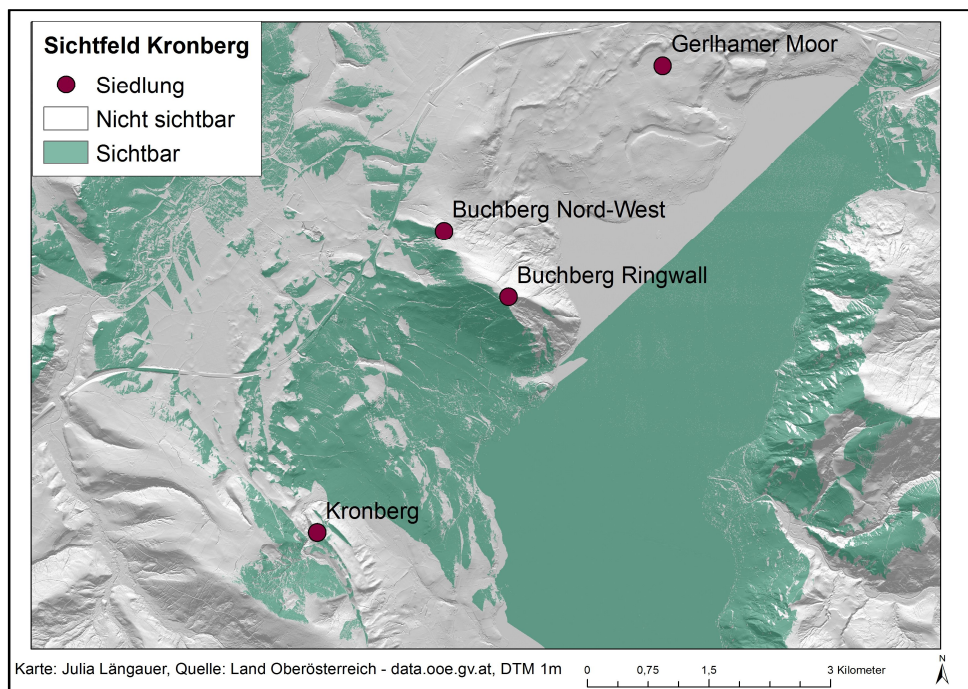 Sichtfeld Kronberg
Siedlung
Nicht sichtbar
Sichtbar
Gerlhamer Moor
Buchberg Nord-West
Buchberg Ringwall
Kronberg
Karte: Julia Längauer, Quelle: Land Oberösterreich - data.ooe.gv.at, DTM 1m
0 0,75 1,5 3 Kilometer
N